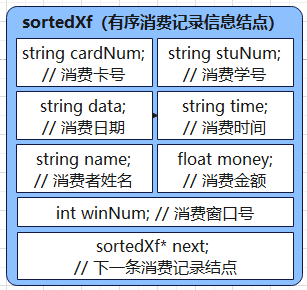 sortedXf（有序消费记录信息结点）
string cardNum;
// 消费卡号
string stuNum;
// 消费学号
string data;
// 消费日期
string time;
// 消费时间
string name;
// 消费者姓名
float money;
// 消费金额
int winNum; // 消费窗口号
sortedXf* next;
// 下一条消费记录结点